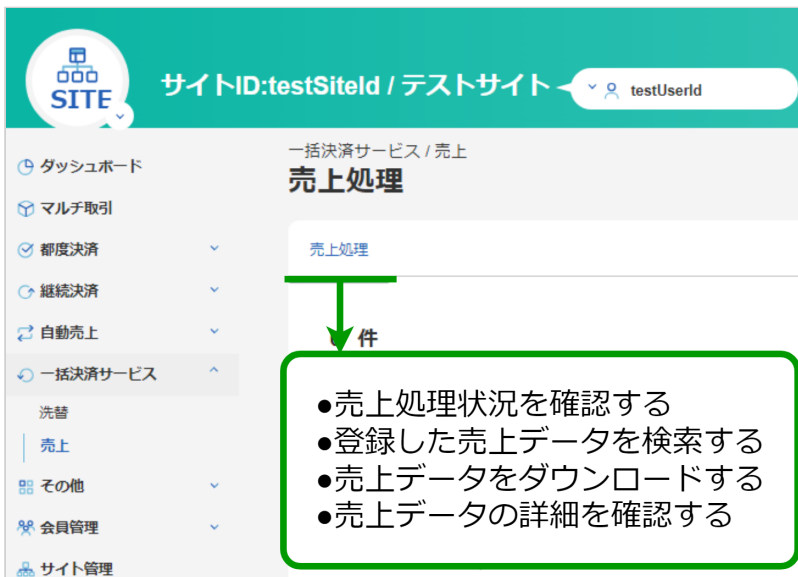 SITE
サイトID:testSiteId / テストサイト
testUserId
ダッシュボード
マルチ取引
都度決済
継続決済
自動売上
一括決済サービス
洗替
売上
その他
会員管理
サイト管理
一括決済サービス / 売上
売上処理
売上処理
件
●売上処理状況を確認する
●登録した売上データを検索する
●売上データをダウンロードする
●売上データの詳細を確認する